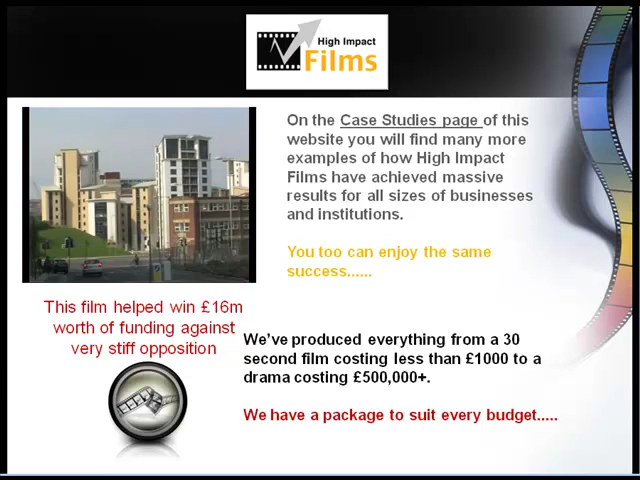 High Impact
Films
On the Case Studies page of this
website you will find many more
examples of how High Impact
Films have achieved massive
results for all sizes of businesses
and institutions.
You too can enjoy the same
success......
This film helped win £16m
worth of funding against
very stiff opposition
We’ve produced everything from a 30
second film costing less than £1000 to a
drama costing £500,000+.
We have a package to suit every budget.....